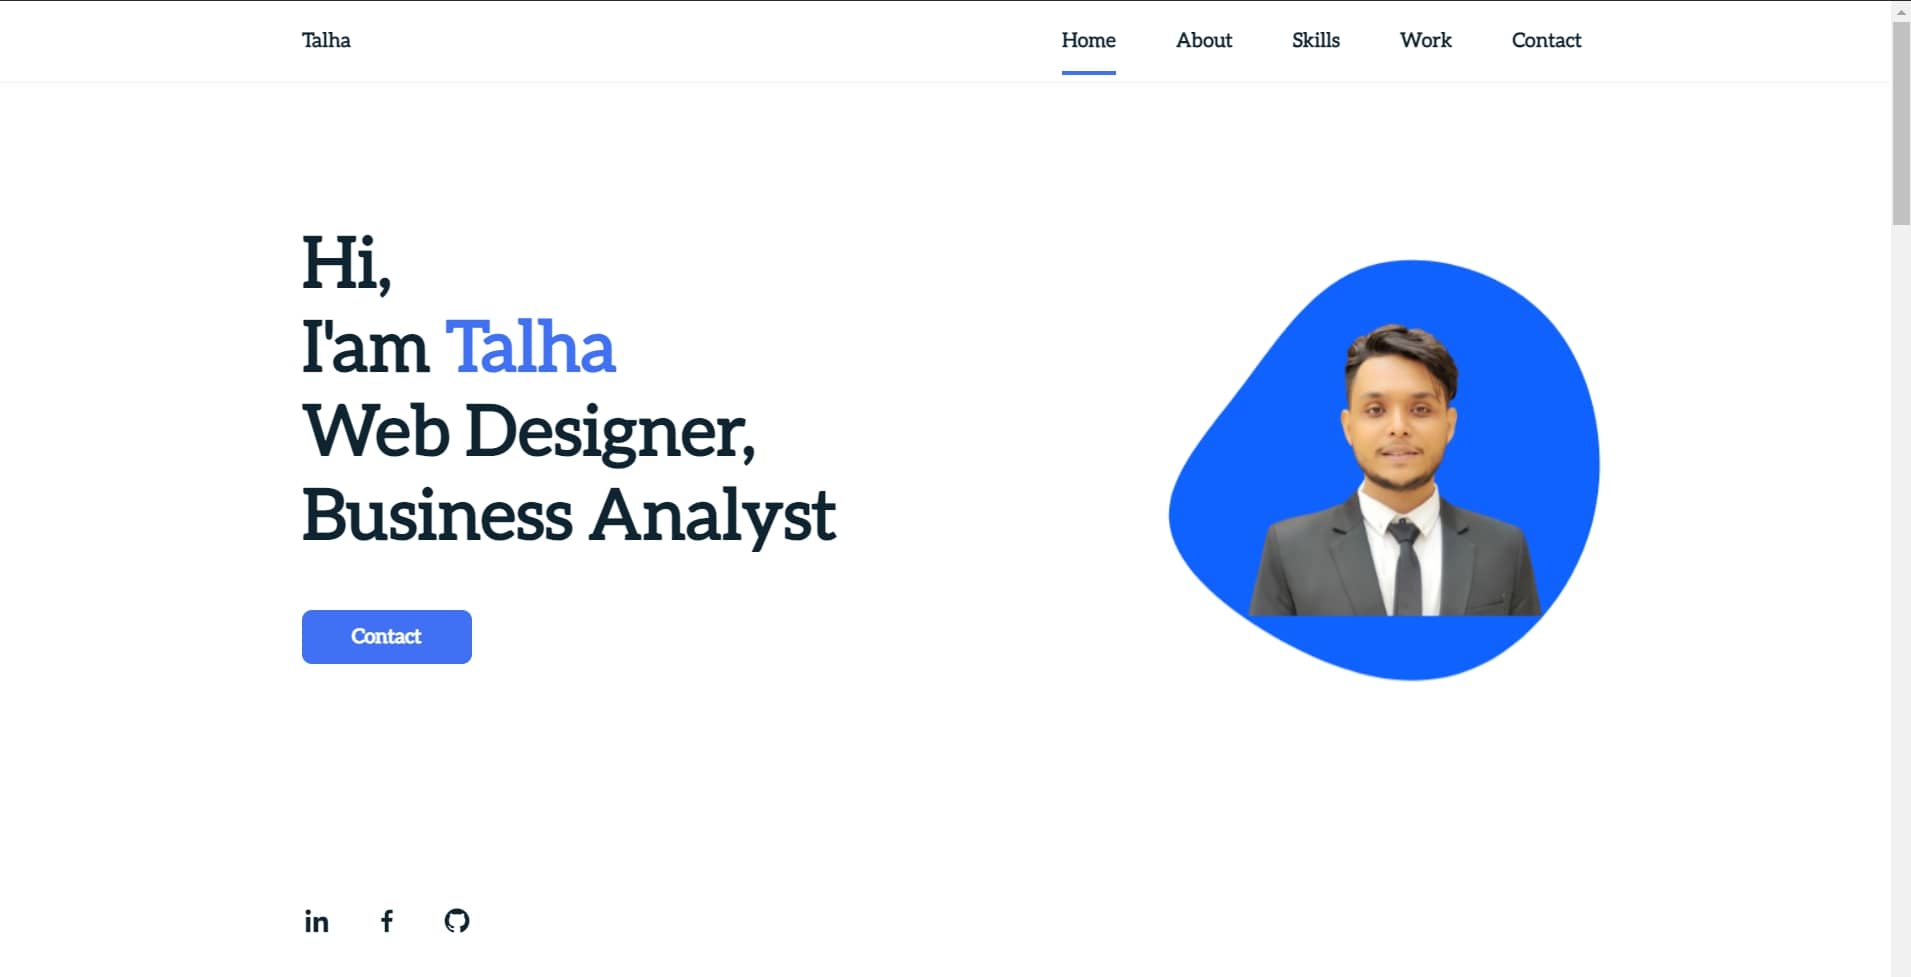 Talha
Home About Skills Work Contact
Hi,
I'am Talha
Web Designer,
Business Analyst
Contact
in f